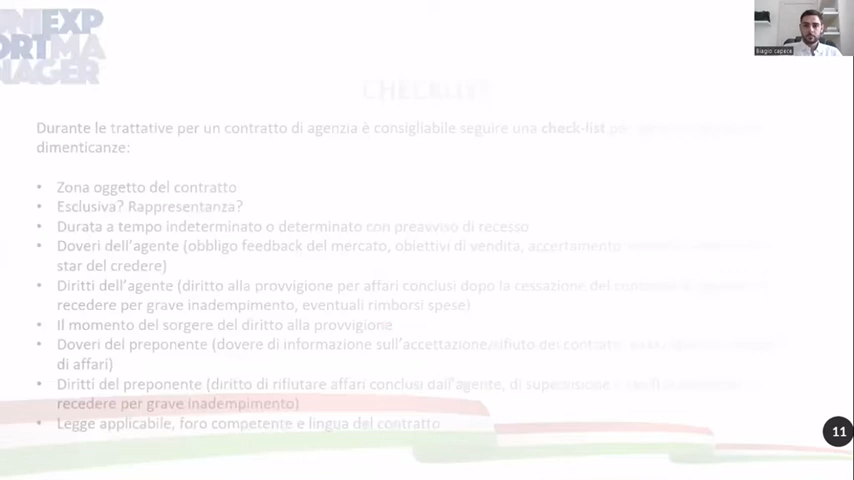 UNIEXP
ORTMA
NAGER
Biagio capece
CHECKLIST
Durante le trattative per un contratto di agenzia è consigliabile seguire una check-list per
dimenticanze:
• Zona oggetto del contratto
• Esclusiva? Rappresentanza?
• Durata a tempo indeterminato o determinato con preavviso di recesso
• Doveri dell'agente (obbligo feedback del mercato, obiettivi di vendita, accertamento
star del credere)
• Diritti dell'agente (diritto alla provvigione per affari conclusi dopo la cessazione del
recedere per grave inadempimento, eventuali rimborsi spese)
• Il momento del sorgere del diritto alla provvigione
• Doveri del preponente (dovere di informazione sull'accettazione/rifiuto dei
di affari)
• Diritti del preponente (diritto di rifiutare affari conclusi dall'agente, di supervisione
recedere per grave inadempimento)
• Legge applicabile, foro competente e lingua del contratto
11